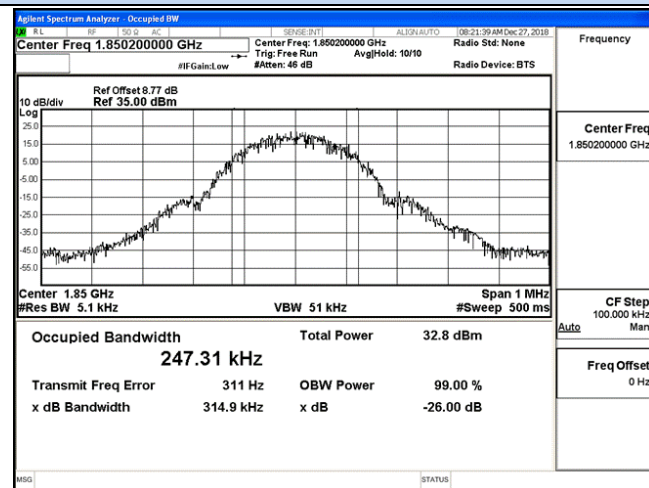 Agilent Spectrum Analyzer - Occupied BW
RL RF 50 Ω AC SENSE:INT ALIGN AUTO 08:21:39 AM Dec 27, 2018
Center Freq 1.850200000 GHz
Center Freq: 1.850200000 GHz
Radio Std: None
Trig: Free Run Avg|Hold: 10/10
#IFGain:Low #Atten: 46 dB Radio Device: BTS
Ref Offset 8.77 dB
10 dB/div Ref 35.00 dBm
Log
25.0
15.0
5.00
-5.00
-15.0
-25.0
-35.0
-45.0
-55.0
Center 1.85 GHz Span 1 MHz
#Res BW 5.1 kHz VBW 51 kHz #Sweep 500 ms
Occupied Bandwidth Total Power 32.8 dBm
247.31 kHz
Transmit Freq Error 311 Hz OBW Power 99.00 %
x dB Bandwidth 314.9 kHz x dB -26.00 dB
MSG STATUS
Frequency
Center Freq
1.850200000 GHz
CF Step
100.000 kHz
Auto Man
Freq Offset
0 Hz